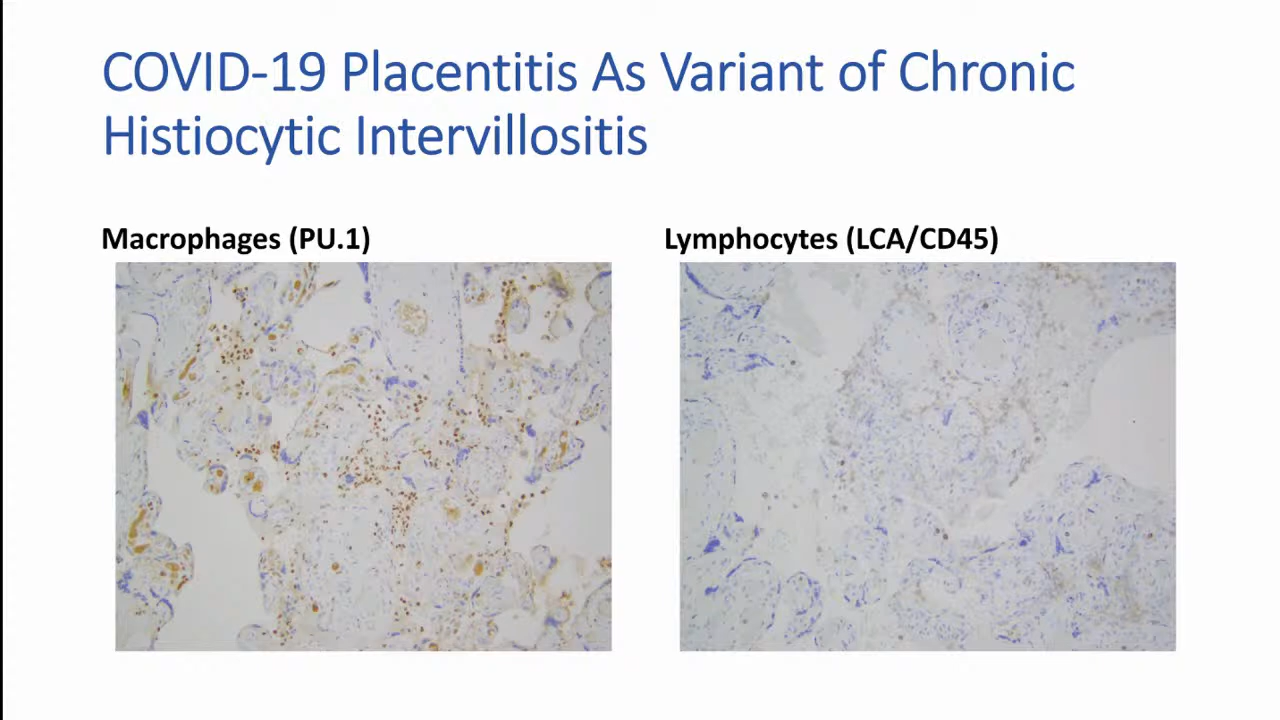 COVID-19 Placentitis As Variant of Chronic
Histiocytic Intervillositis
Macrophages (PU.1)
Lymphocytes (LCA/CD45)